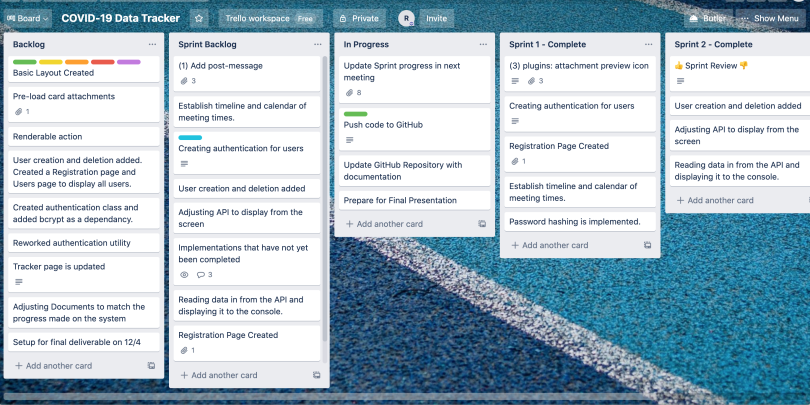 Board
COVID-19 Data Tracker
Trello workspace Free
Private
R
Invite
Butler
Show Menu
Backlog
Basic Layout Created
Pre-load card attachments
1
Renderable action
User creation and deletion added.
Created a Registration page and
Users page to display all users.
Created authentication class and
added bcrypt as a dependancy.
Reworked authentication utility
Tracker page is updated
Adjusting Documents to match the
progress made on the system
Setup for final deliverable on 12/4
+ Add another card
Sprint Backlog
(1) Add post-message
3
Establish timeline and calendar of
meeting times.
Creating authentication for users
User creation and deletion added
Adjusting API to display from the
screen
Implementations that have not yet
been completed
3
Reading data in from the API and
displaying it to the console.
Registration Page Created
1
+ Add another card
In Progress
Update Sprint progress in next
meeting
8
Push code to GitHub
Update GitHub Repository with
documentation
Prepare for Final Presentation
+ Add another card
Sprint 1 - Complete
(3) plugins: attachment preview icon
3
Creating authentication for users
Registration Page Created
1
Establish timeline and calendar of
meeting times.
Password hashing is implemented.
+ Add another card
Sprint 2 - Complete
👍 Sprint Review 👎
User creation and deletion added
Adjusting API to display from the
screen
Reading data in from the API and
displaying it to the console.
+ Add another card